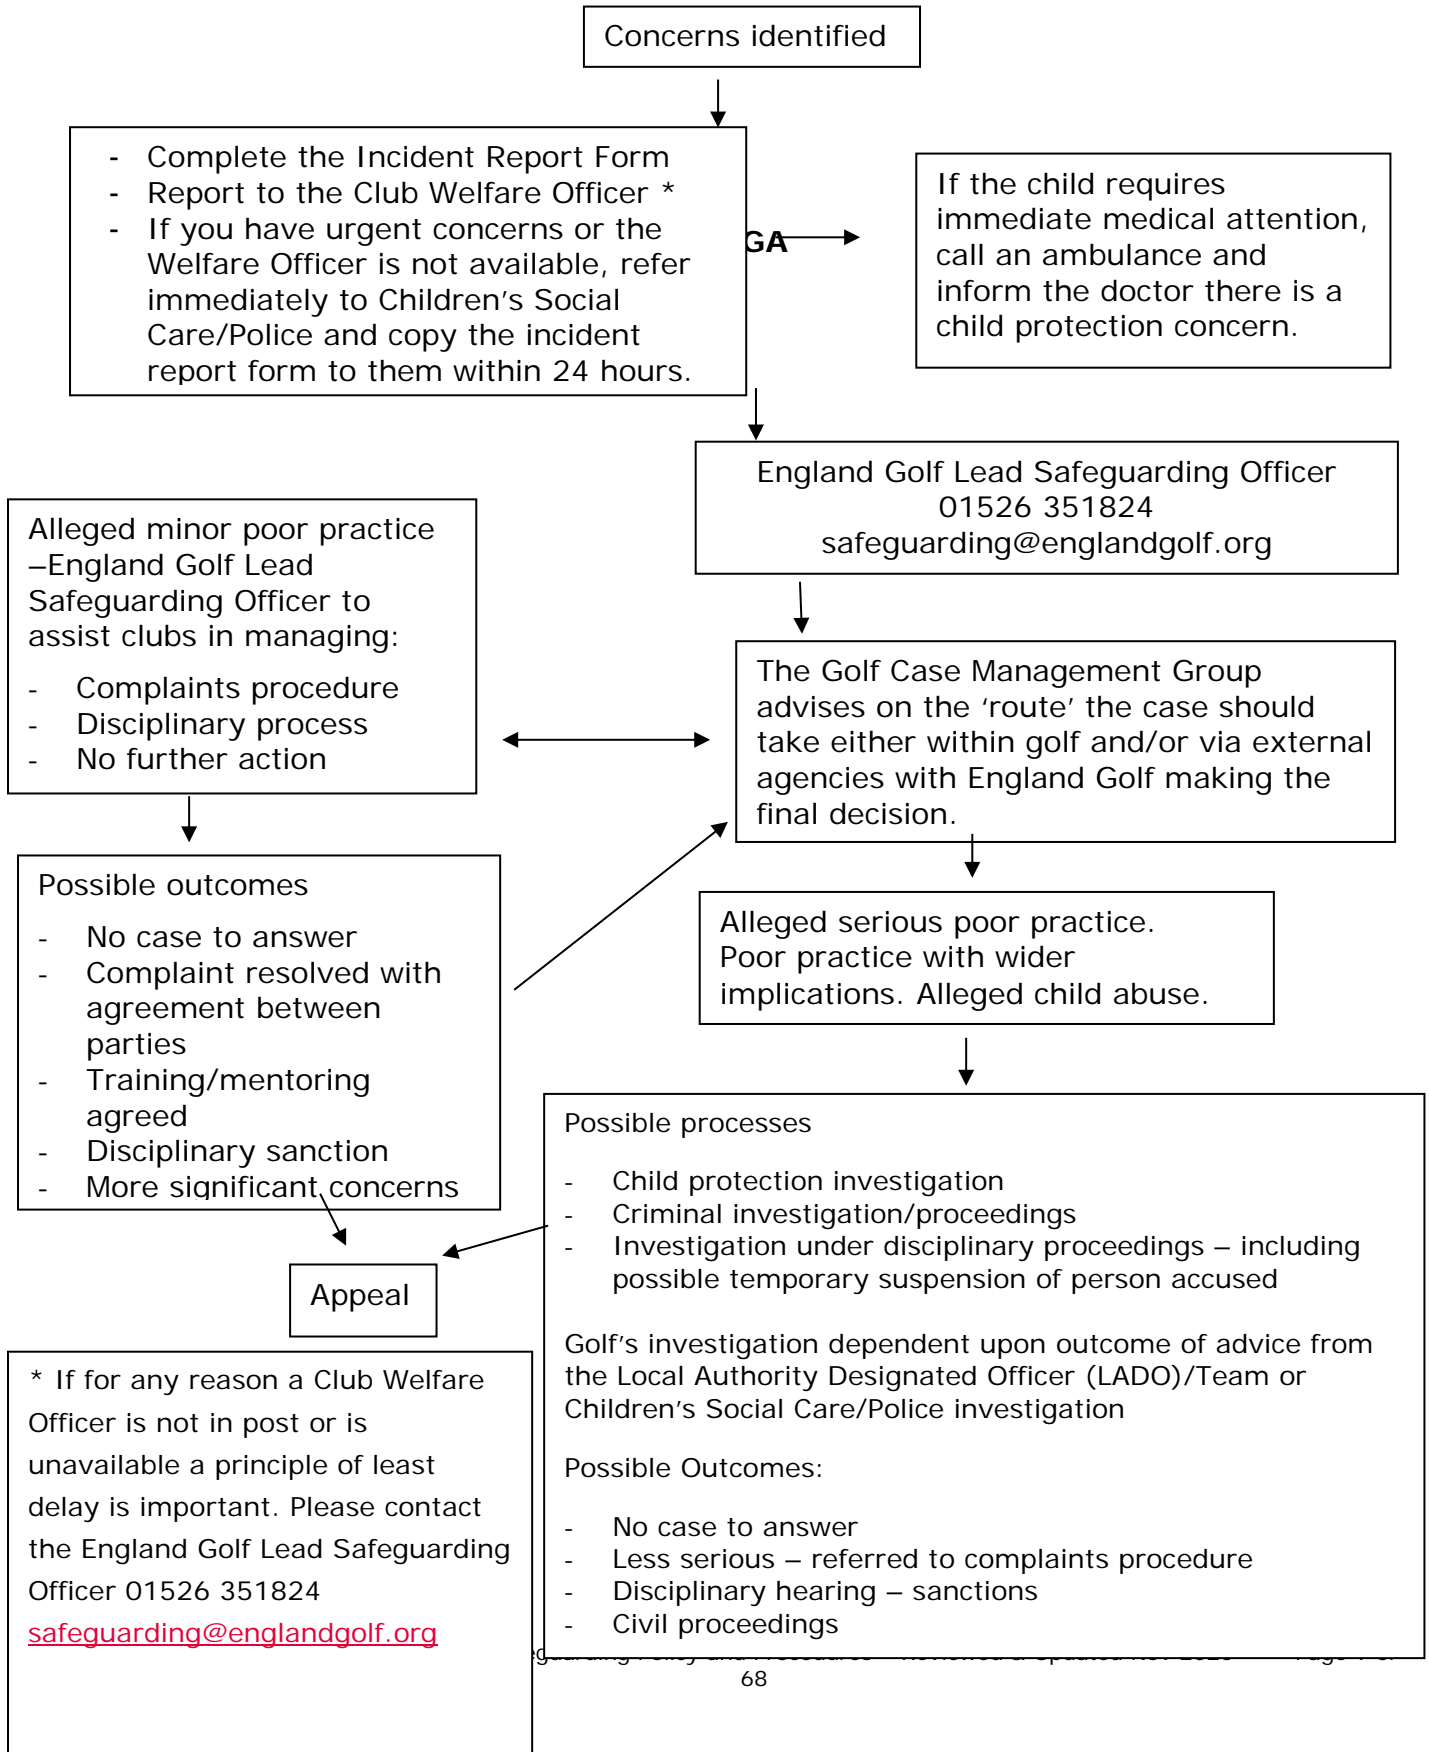 Concerns identified
- Complete the Incident Report Form
- Report to the Club Welfare Officer *
- If you have urgent concerns or the
Welfare Officer is not available, refer
immediately to Children's Social
Care/Police and copy the incident
report form to them within 24 hours.
GA
If the child requires
immediate medical attention,
call an ambulance and
inform the doctor there is a
child protection concern.
England Golf Lead Safeguarding Officer
01526 351824
safeguarding@englandgolf.org
Alleged minor poor practice
–England Golf Lead
Safeguarding Officer to
assist clubs in managing:
- Complaints procedure
- Disciplinary process
- No further action
The Golf Case Management Group
advises on the ‘route’ the case should
take either within golf and/or via external
agencies with England Golf making the
final decision.
Possible outcomes
- No case to answer
- Complaint resolved with
agreement between
parties
- Training/mentoring
agreed
- Disciplinary sanction
- More significant concerns
Alleged serious poor practice.
Poor practice with wider
implications. Alleged child abuse.
Possible processes
- Child protection investigation
- Criminal investigation/proceedings
- Investigation under disciplinary proceedings – including
possible temporary suspension of person accused
Golf’s investigation dependent upon outcome of advice from
the Local Authority Designated Officer (LADO)/Team or
Children’s Social Care/Police investigation
Possible Outcomes:
- No case to answer
- Less serious – referred to complaints procedure
- Disciplinary hearing – sanctions
- Civil proceedings
Appeal
* If for any reason a Club Welfare
Officer is not in post or is
unavailable a principle of least
delay is important. Please contact
the England Golf Lead Safeguarding
Officer 01526 351824
safeguarding@englandgolf.org
68